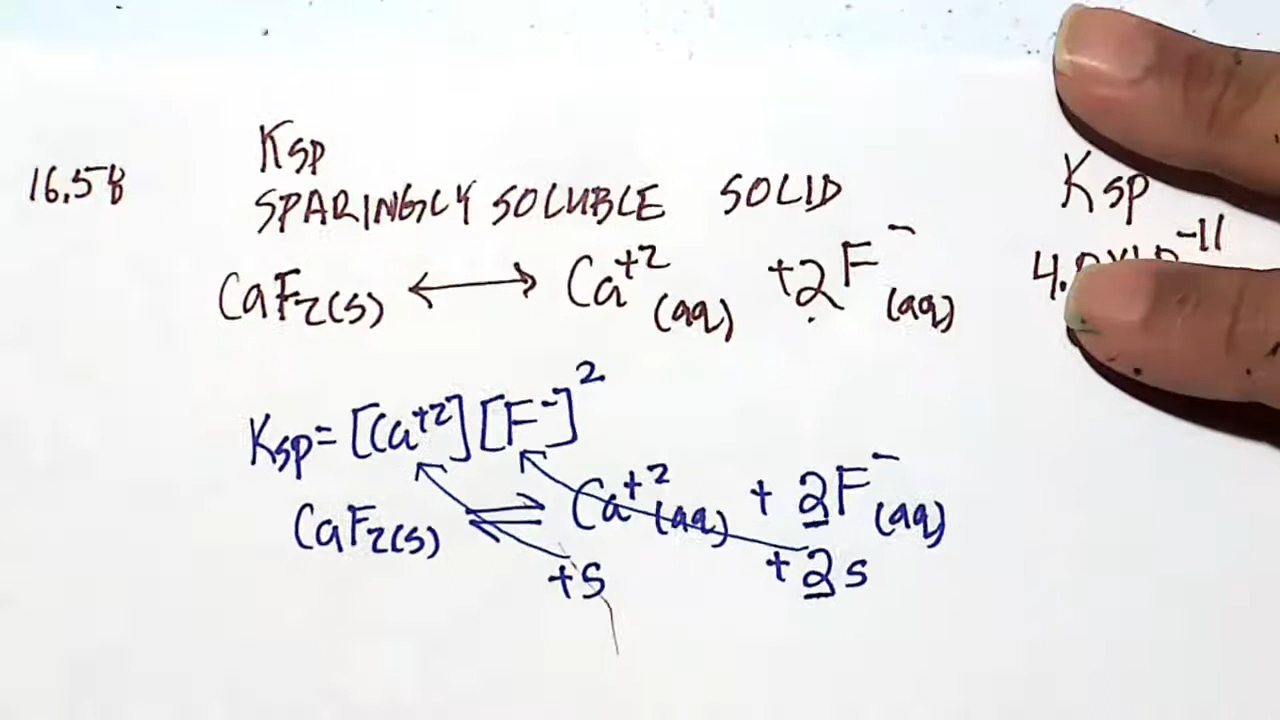 Ksp
16.58
SPARINGLY SOLUBLE SOLID
Ksp
CaF2(s) ⟷ Ca+2(aq) +2F-(aq)
-11
Ksp= [Ca+2][F-]2
CaF2(s) ⇌ Ca+2(aq) + 2F-(aq)
+s +2s